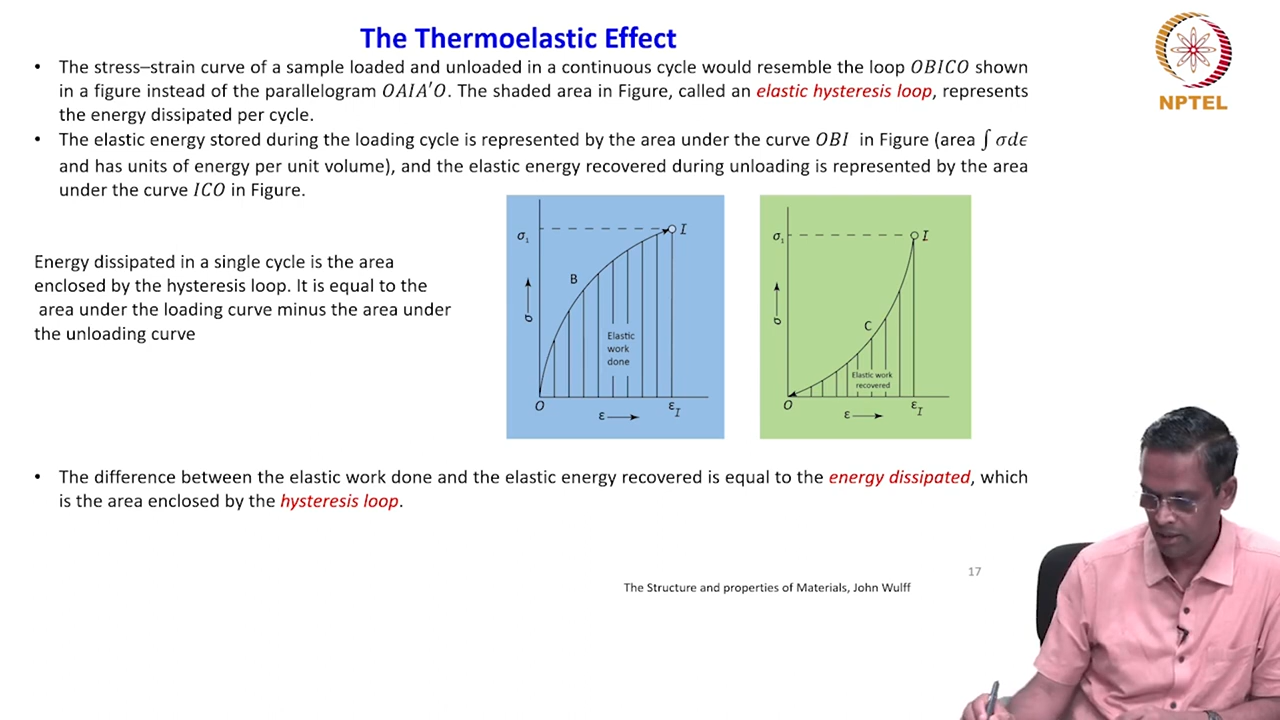 The Thermoelastic Effect
NPTEL
• The stress–strain curve of a sample loaded and unloaded in a continuous cycle would resemble the loop OBICO shown
in a figure instead of the parallelogram OAIA′O. The shaded area in Figure, called an elastic hysteresis loop, represents
the energy dissipated per cycle.
• The elastic energy stored during the loading cycle is represented by the area under the curve OBI in Figure (area ∫ σdϵ
and has units of energy per unit volume), and the elastic energy recovered during unloading is represented by the area
under the curve ICO in Figure.
Energy dissipated in a single cycle is the area
enclosed by the hysteresis loop. It is equal to the
area under the loading curve minus the area under
the unloading curve
σ₁
I
B
σ
Elastic
work
done
O
ε
ε_I
σ₁
I
C
σ
Elastic work
recovered
O
ε
ε_I
• The difference between the elastic work done and the elastic energy recovered is equal to the energy dissipated, which
is the area enclosed by the hysteresis loop.
17
The Structure and properties of Materials, John Wulff